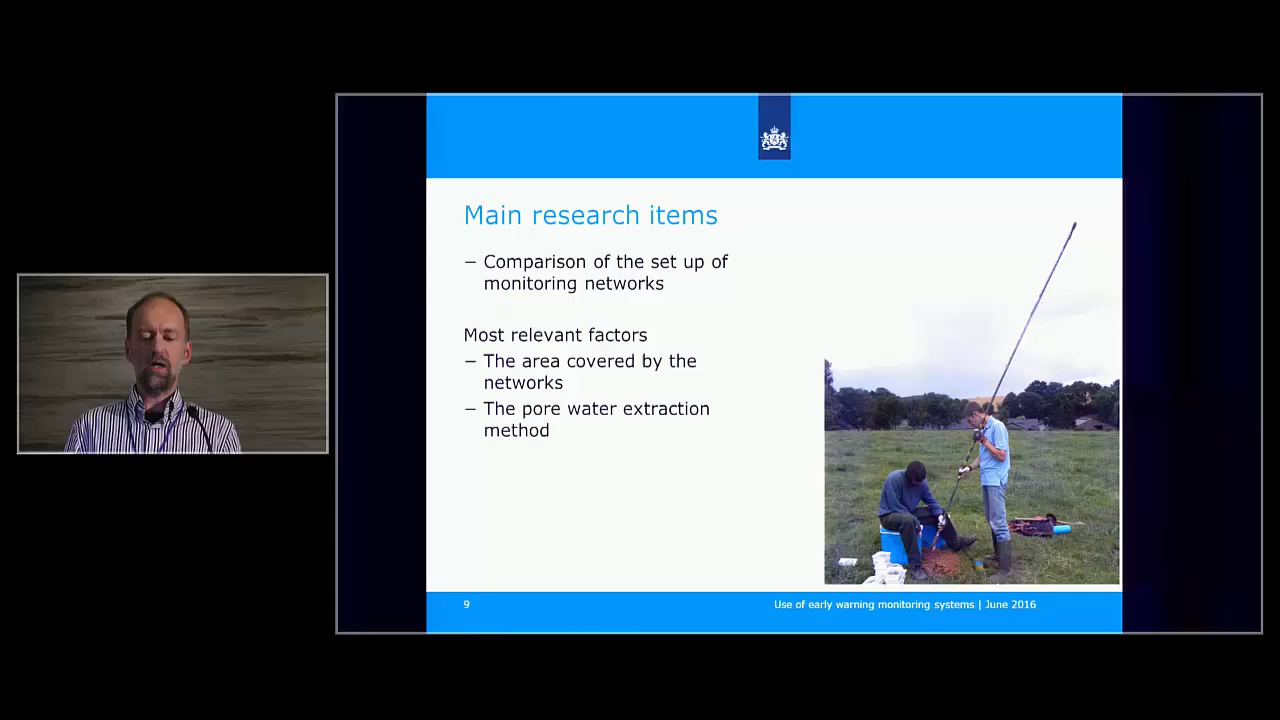 Main research items
– Comparison of the set up of
monitoring networks
Most relevant factors
– The area covered by the
networks
– The pore water extraction
method
9
Use of early warning monitoring systems | June 2016